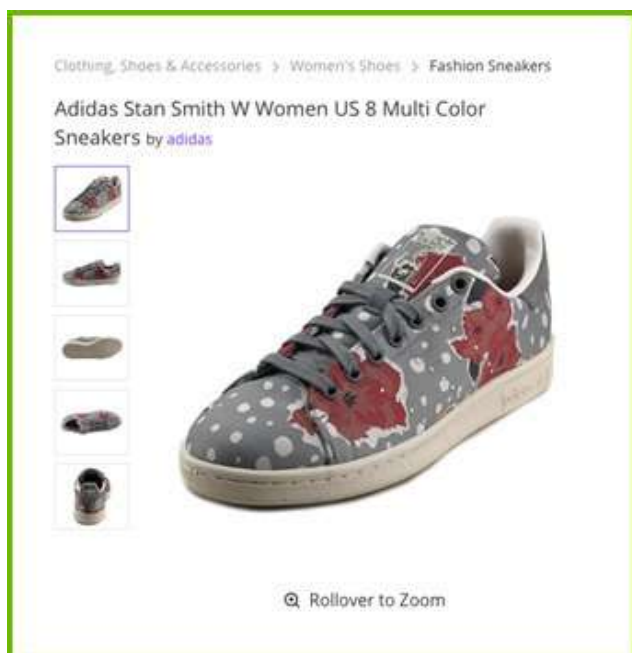 Clothing, Shoes & Accessories > Women's Shoes > Fashion Sneakers
Adidas Stan Smith W Women US 8 Multi Color
Sneakers by adidas
Rollover to Zoom